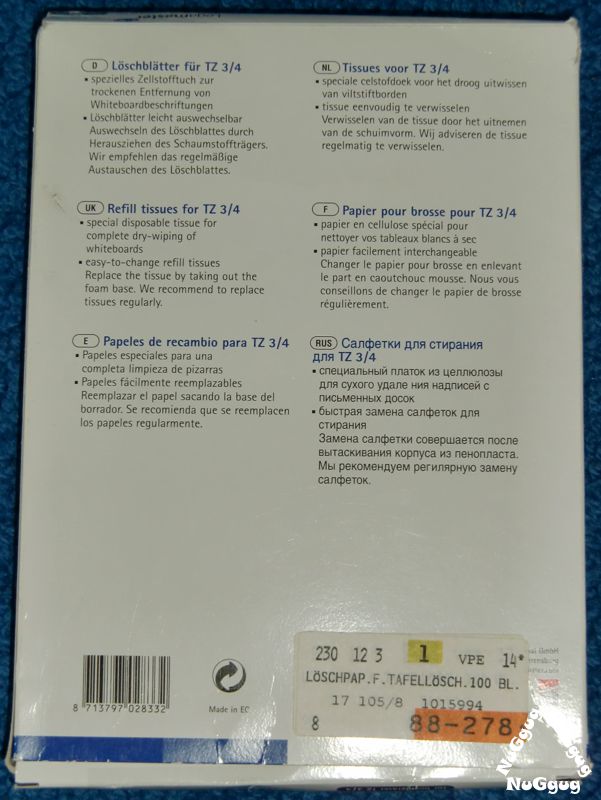 Legamaster
D Löschblätter für TZ 3/4
▪ spezielles Zellstofftuch zur
trockenen Entfernung von
Whiteboardbeschriftungen
▪ Löschblätter leicht auswechselbar
Auswechseln des Löschblattes durch
Herausziehen des Schaumstoffträgers.
Wir empfehlen das regelmäßige
Austauschen des Löschblattes.
NL Tissues voor TZ 3/4
▪ speciale celstofdoek voor het droog uitwissen
van viltstiftborden
▪ tissue eenvoudig te verwisselen
Verwisselen van de tissue door het uitnemen
van de schuimvorm. Wij adviseren de tissue
regelmatig te verwisselen.
UK Refill tissues for TZ 3/4
▪ special disposable tissue for
complete dry-wiping of
whiteboards
▪ easy-to-change refill tissues
Replace the tissue by taking out the
foam base. We recommend to replace
tissues regularly.
F Papier pour brosse pour TZ 3/4
▪ papier en cellulose spécial pour
nettoyer vos tableaux blancs à sec
▪ papier facilement interchangeable
Changer le papier pour brosse en enlevant
le part en caoutchouc mousse. Nous vous
conseillons de changer le papier de brosse
régulièrement.
E Papeles de recambio para TZ 3/4
▪ Papeles especiales para una
completa limpieza de pizarras
▪ Papeles fácilmente reemplazables
Reemplazar el papel sacando la base del
borrador. Se recomienda que se reemplacen
los papeles regularmente.
RUS Салфетки для стирания
для TZ 3/4
▪ специальный платок из целлюлозы
для сухого удале ния надписей с
письменных досок
▪ быстрая замена салфеток для
стирания
Замена салфетки совершается после
вытаскивания корпуса из пенопласта.
Мы рекомендуем регилярную замену
салфеток.
8 713797 028332
Made in EC
230 12 3 1 VPE 14*
LÖSCHPAP.F.TAFELLÖSCH.100 BL.
17 105/8 1015994
8 88-278
NuGgug
NuGgug
NuGgug